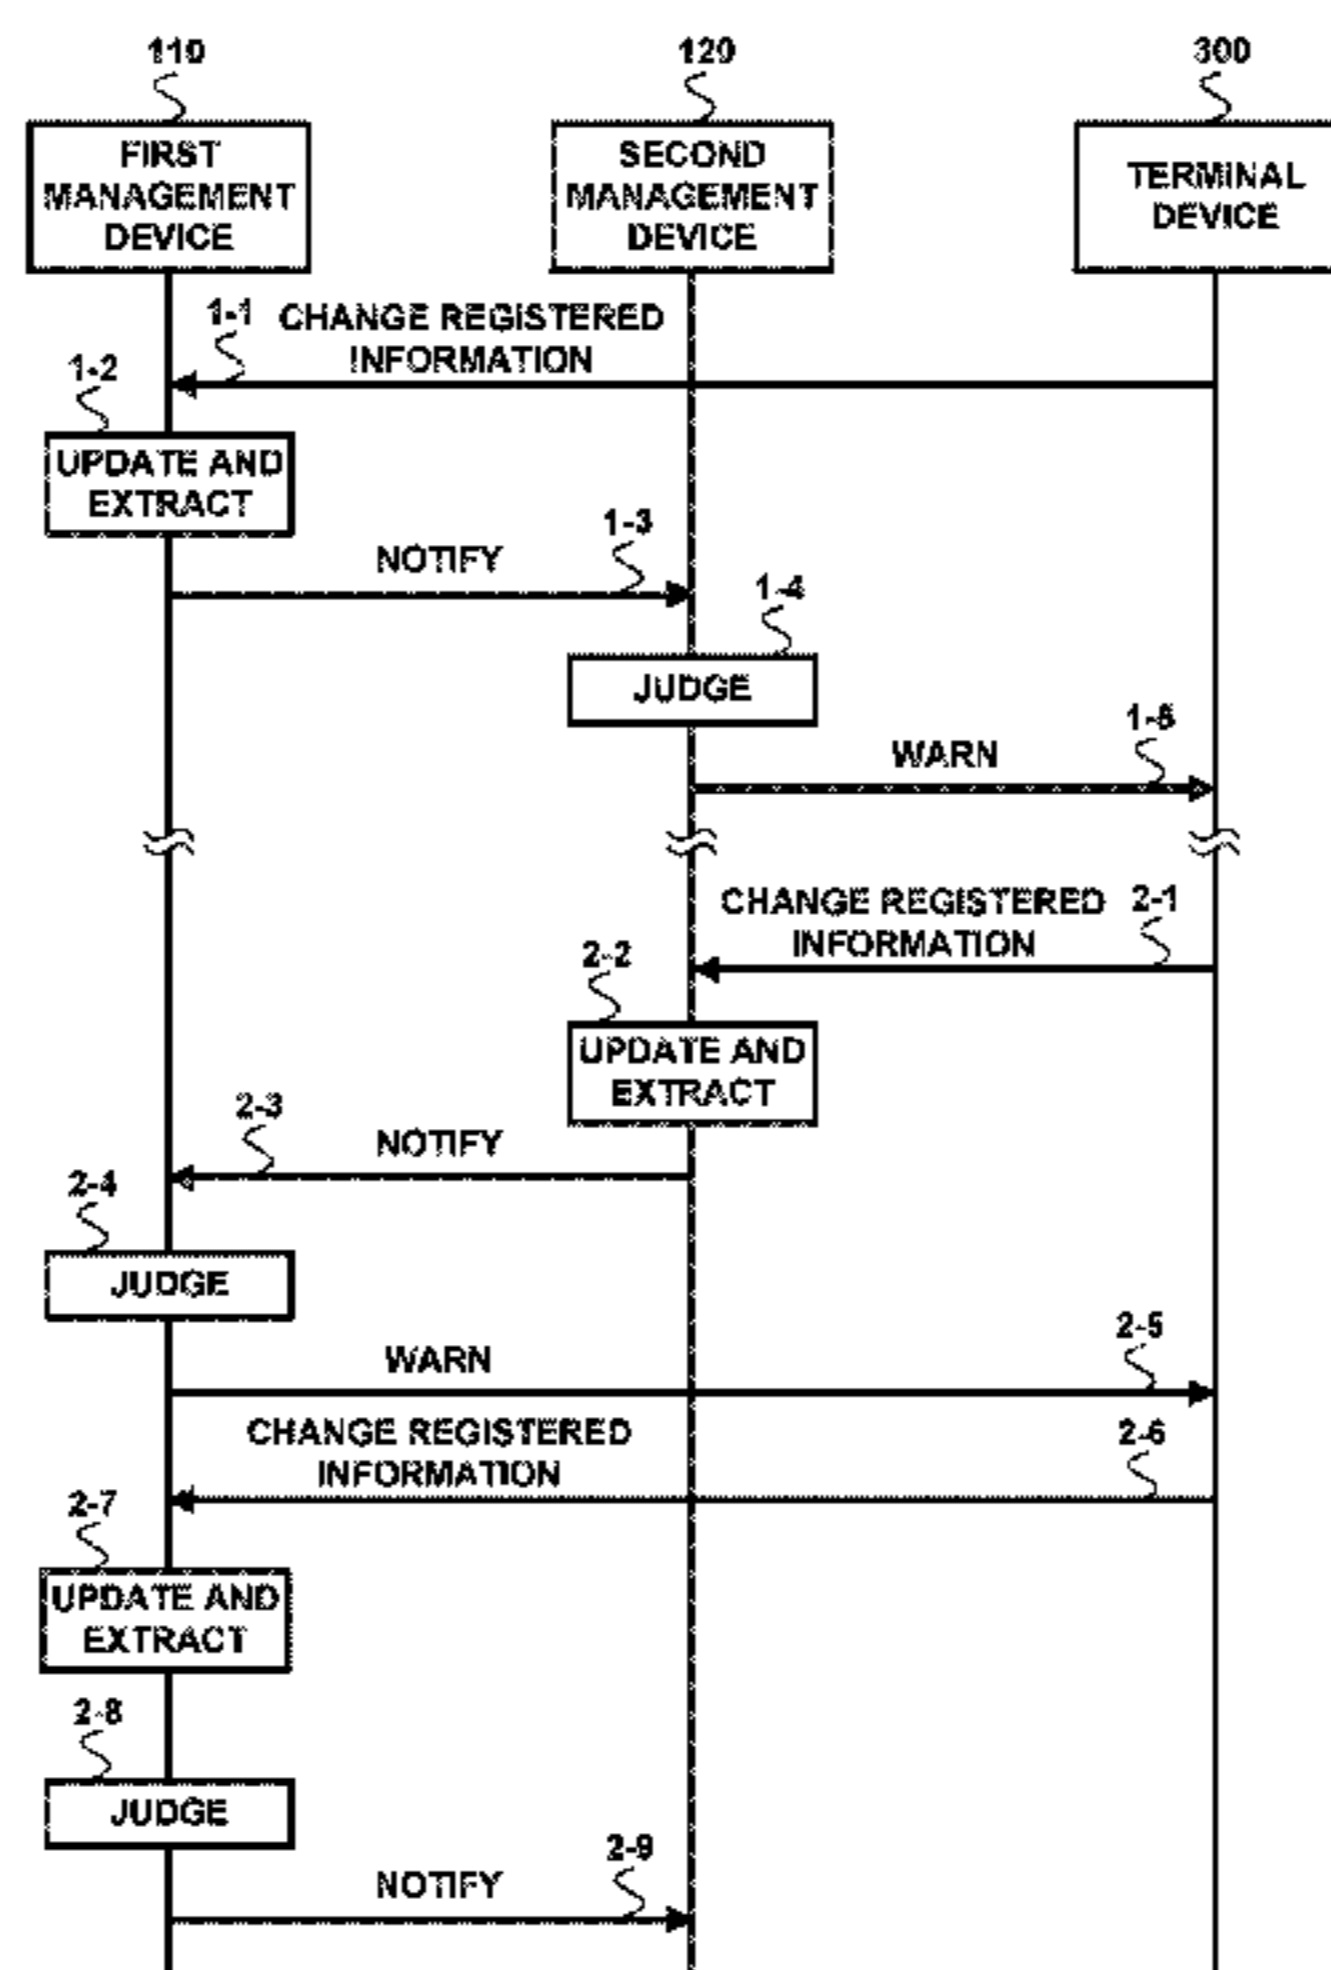 110
120
300
FIRST
MANAGEMENT
DEVICE
SECOND
MANAGEMENT
DEVICE
TERMINAL
DEVICE
1-1
CHANGE REGISTERED
INFORMATION
1-2
UPDATE AND
EXTRACT
1-3
NOTIFY
1-4
JUDGE
1-5
WARN
CHANGE REGISTERED
INFORMATION
2-1
2-2
UPDATE AND
EXTRACT
2-3
NOTIFY
2-4
JUDGE
2-5
WARN
CHANGE REGISTERED
INFORMATION
2-6
2-7
UPDATE AND
EXTRACT
2-8
JUDGE
2-9
NOTIFY